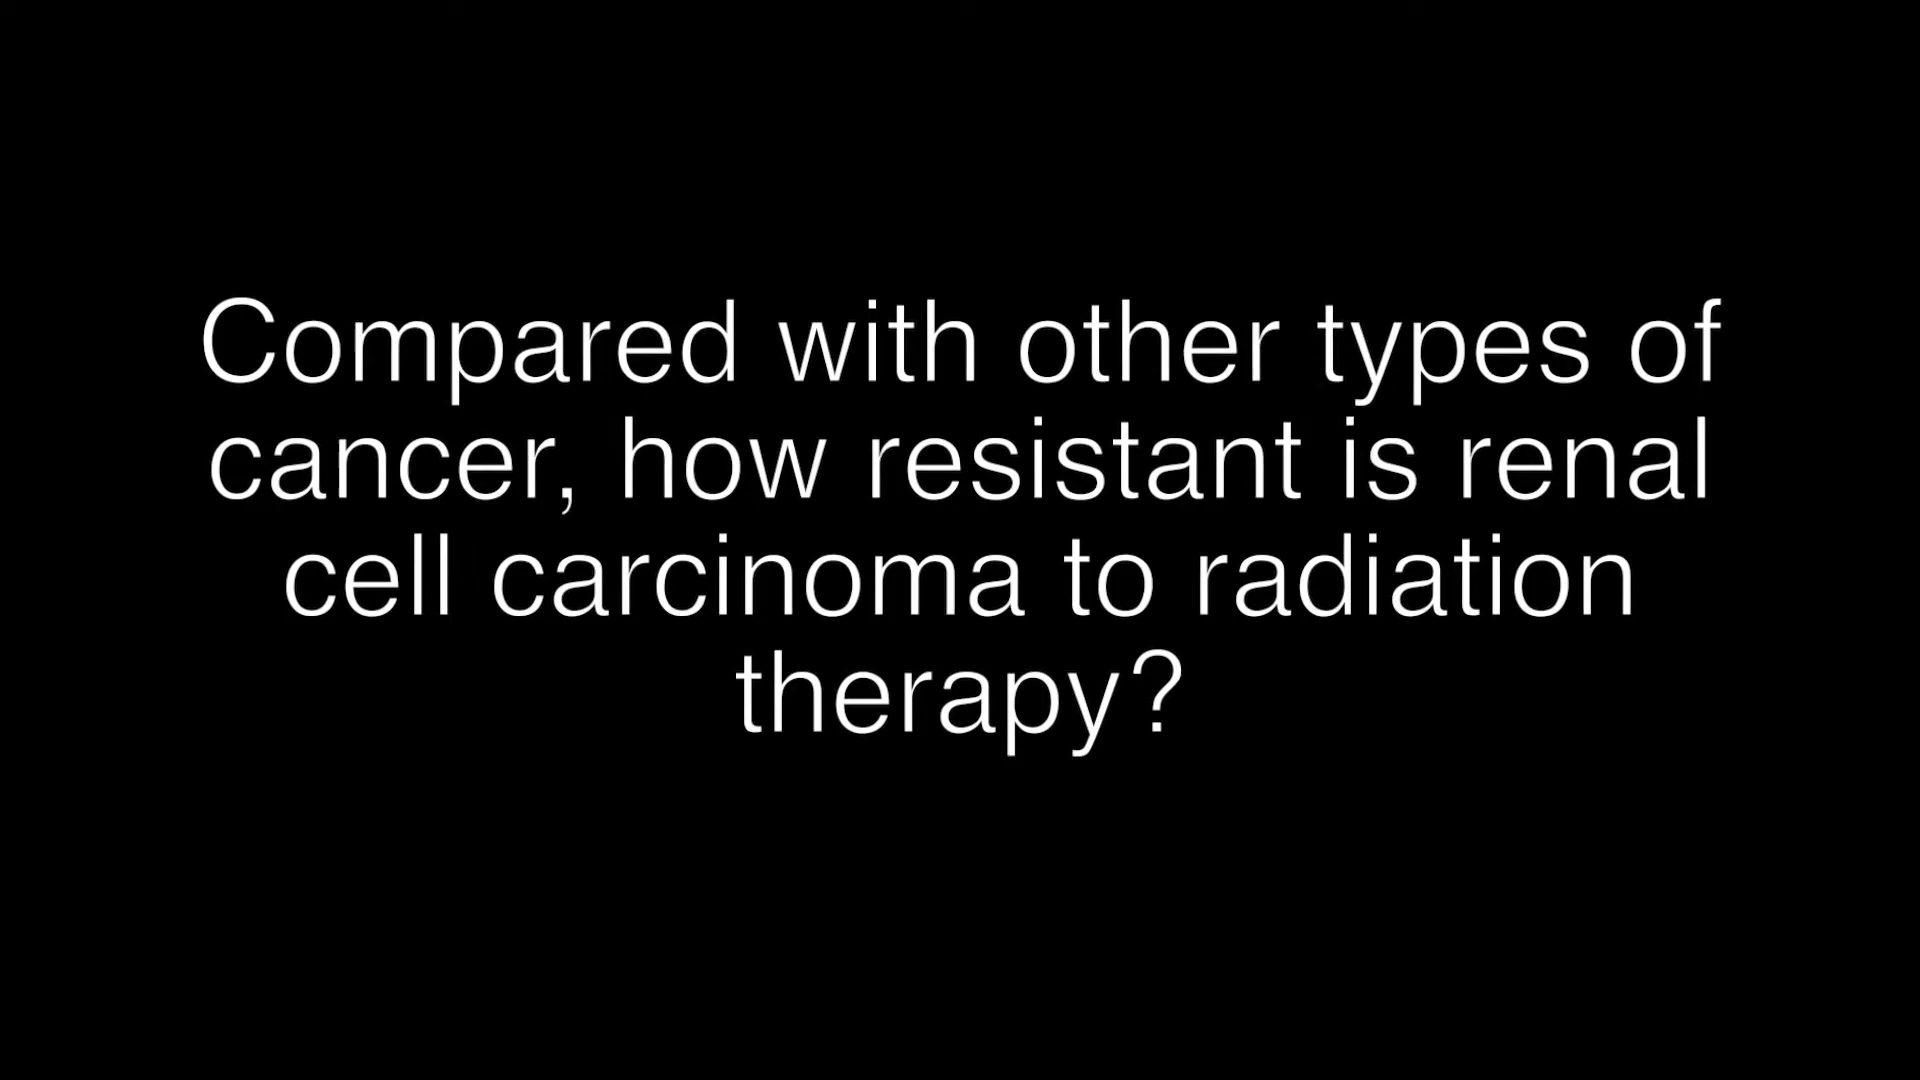 Compared with other types of
cancer, how resistant is renal
cell carcinoma to radiation
therapy?